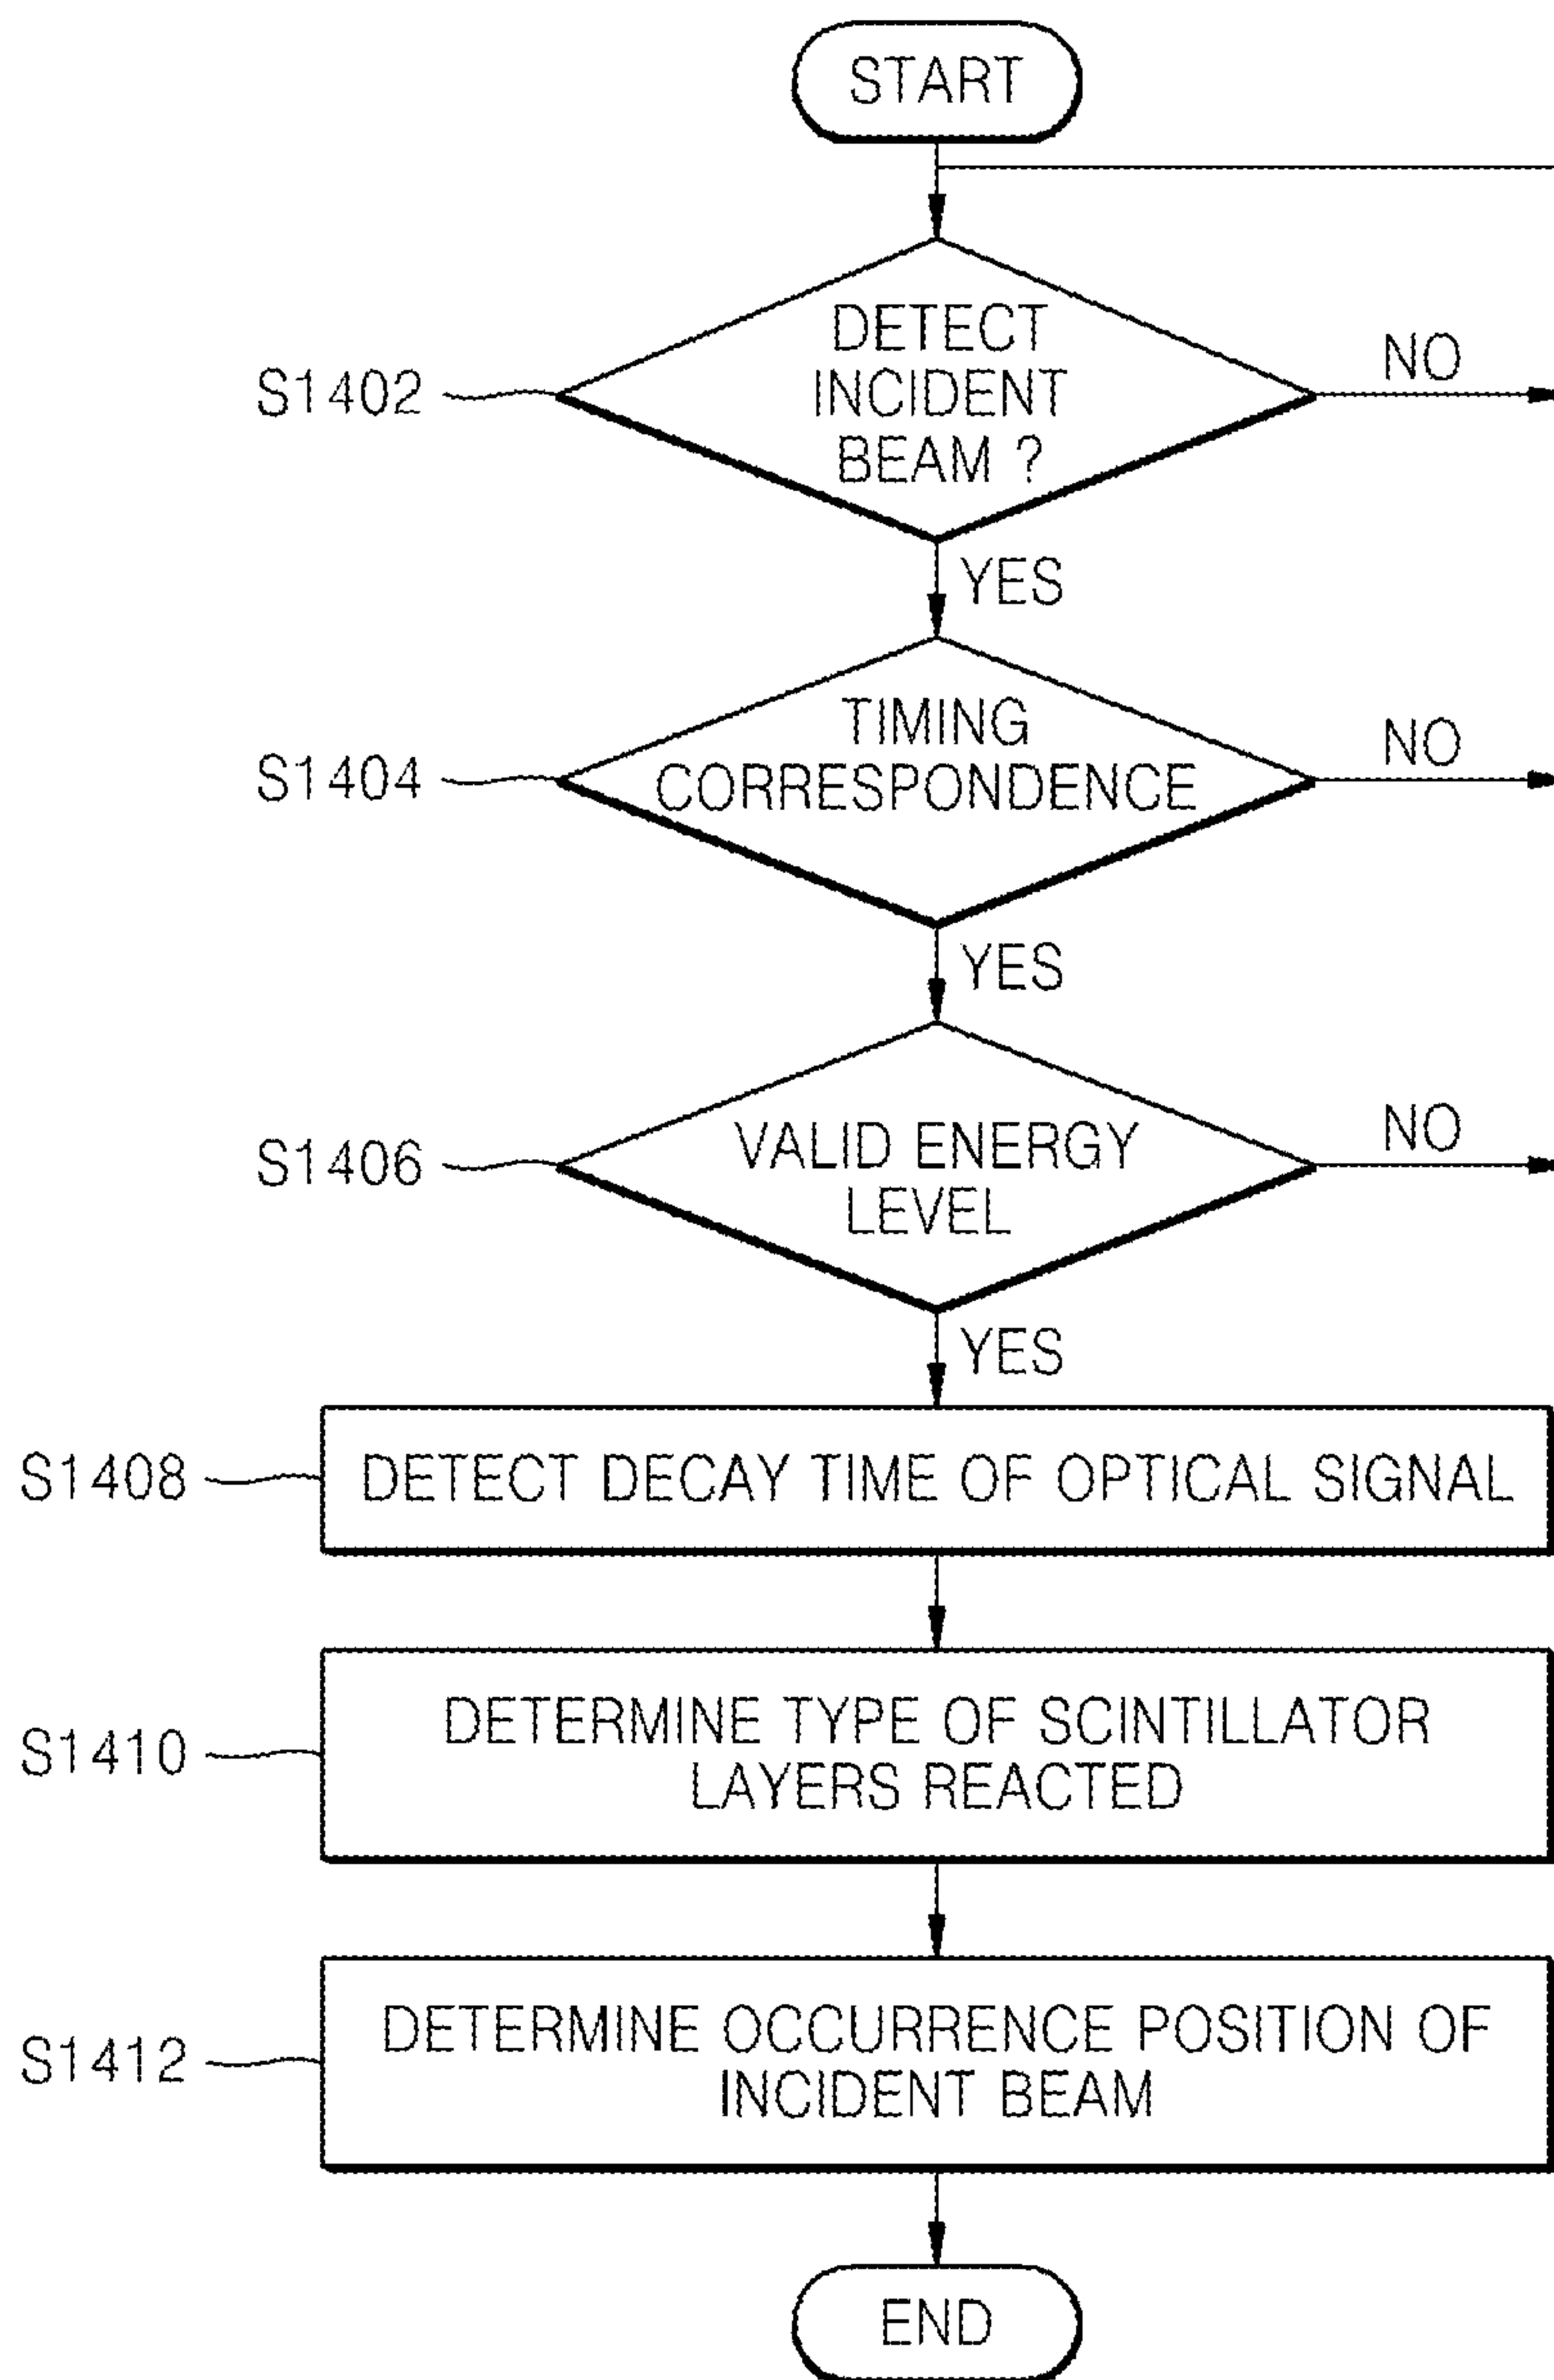 START
DETECT
INCIDENT
BEAM ?
NO
S1402
YES
TIMING
CORRESPONDENCE
NO
S1404
YES
VALID ENERGY
LEVEL
NO
S1406
YES
S1408
DETECT DECAY TIME OF OPTICAL SIGNAL
S1410
DETERMINE TYPE OF SCINTILLATOR
LAYERS REACTED
S1412
DETERMINE OCCURRENCE POSITION OF
INCIDENT BEAM
END